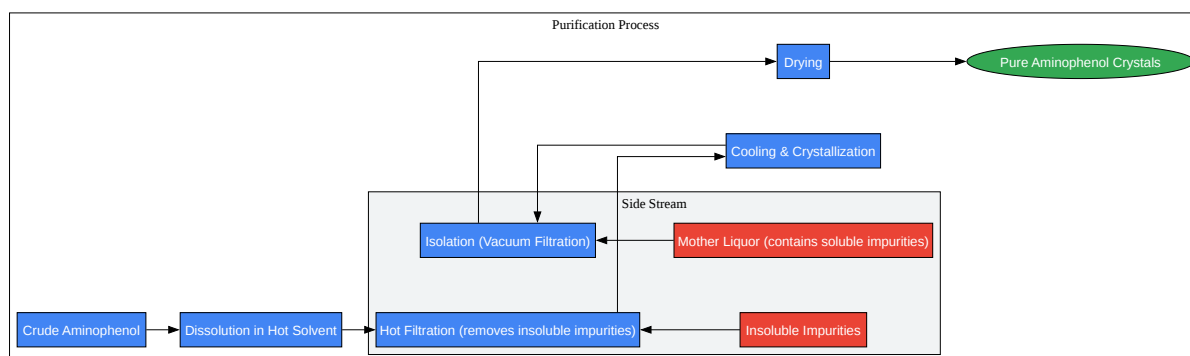 Purification Process
Drying
Pure Aminophenol Crystals
Cooling & Crystallization
Side Stream
Isolation (Vacuum Filtration)
Mother Liquor (contains soluble impurities)
Crude Aminophenol
Dissolution in Hot Solvent
Hot Filtration (removes insoluble impurities)
Insoluble Impurities